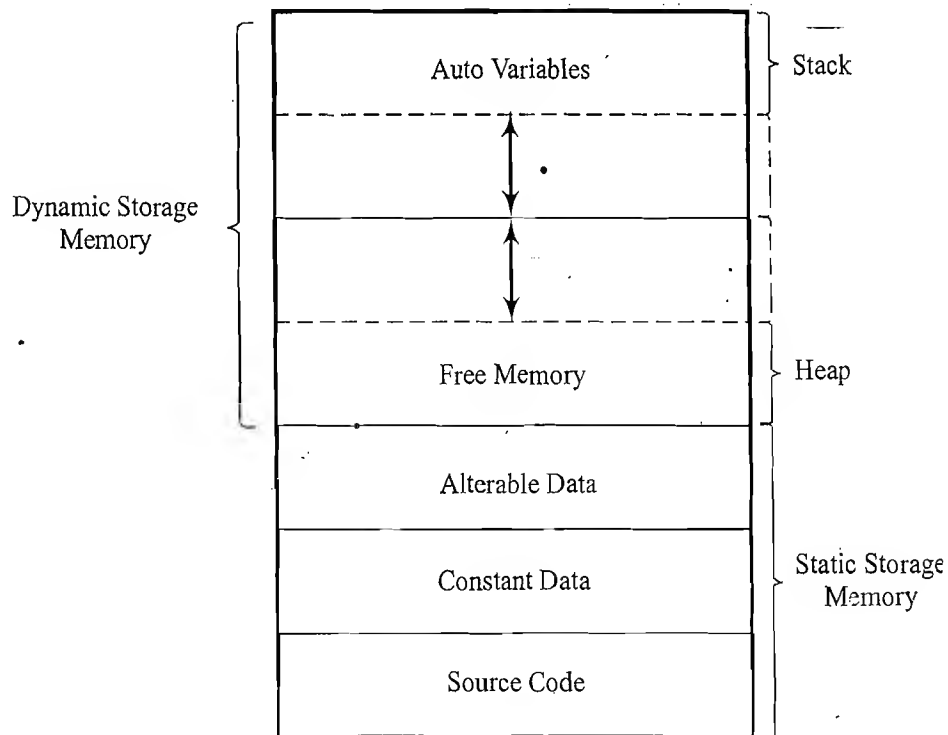 Auto Variables
Stack
Dynamic Storage
Memory
Free Memory
Heap
Alterable Data
Constant Data
Static Storage
Memory
Source Code